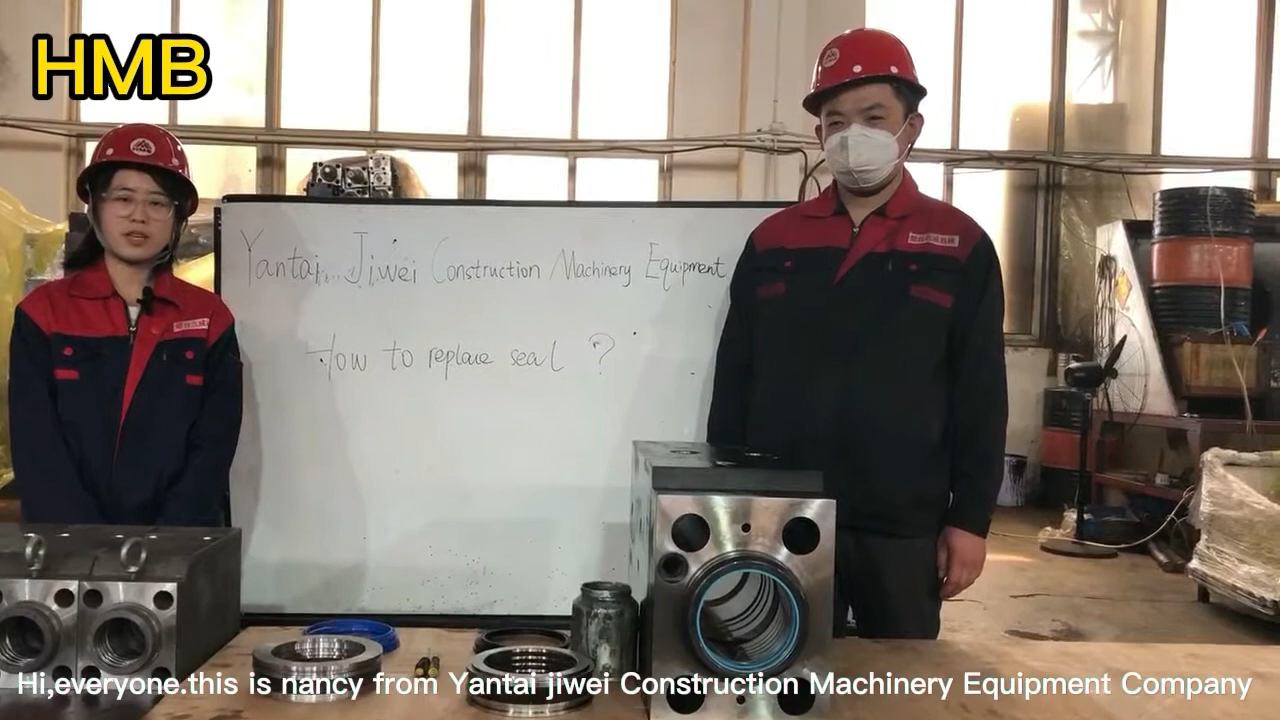 HMB
HMB
Yantai Jiwei Construction Machinery Equipment
How to replace seal ?
Hi,everyone.this is nancy from Yantai jiwei Construction Machinery Equipment Company